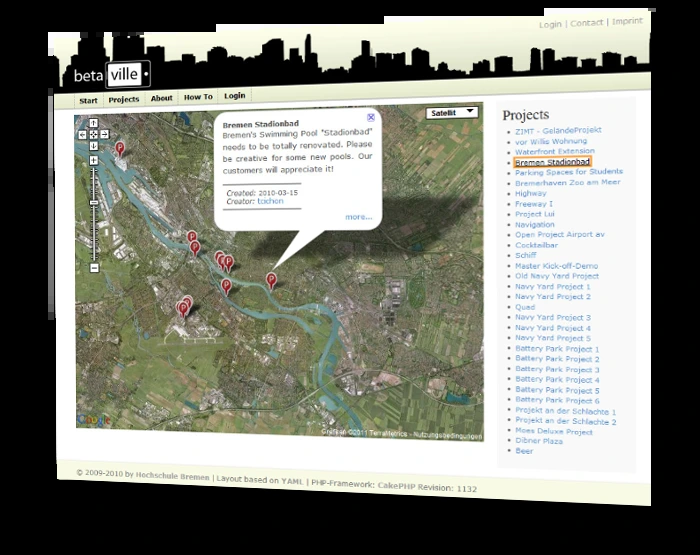 Login | Contact | Imprint
beta ville
Start Projects About How To Login
Satellit
Bremen Stadionbad
Bremen's Swimming Pool "Stadionbad"
needs to be totally renovated. Please
be creative for some new pools. Our
customers will appreciate it!
Created: 2010-03-15
Creator: tzichori
more...
Google
Grafiken ©2011 TerraMetrics - Nutzungsbedingungen
Projects
ZIMT - GeländeProjekt
vor Willis Wohnung
Waterfront Extension
Bremen Stadionbad
Parking Spaces for Students
Bremerhaven Zoo am Meer
Highway
Freeway I
Project Lui
Navigation
Open Project Airport av
Cocktailbar
Schiff
Master Kick-off-Demo
Old Navy Yard Project
Navy Yard Project 1
Navy Yard Project 2
Quad
Navy Yard Project 3
Navy Yard Project 4
Navy Yard Project 5
Battery Park Project 1
Battery Park Project 2
Battery Park Project 3
Battery Park Project 4
Battery Park Project 5
Battery Park Project 6
Projekt an der Schlachte 1
Projekt an der Schlachte 2
Moes Deluxe Project
Dibner Plaza
Beer
© 2009-2010 by Hochschule Bremen | Layout based on YAML | PHP-Framework: CakePHP Revision: 1132